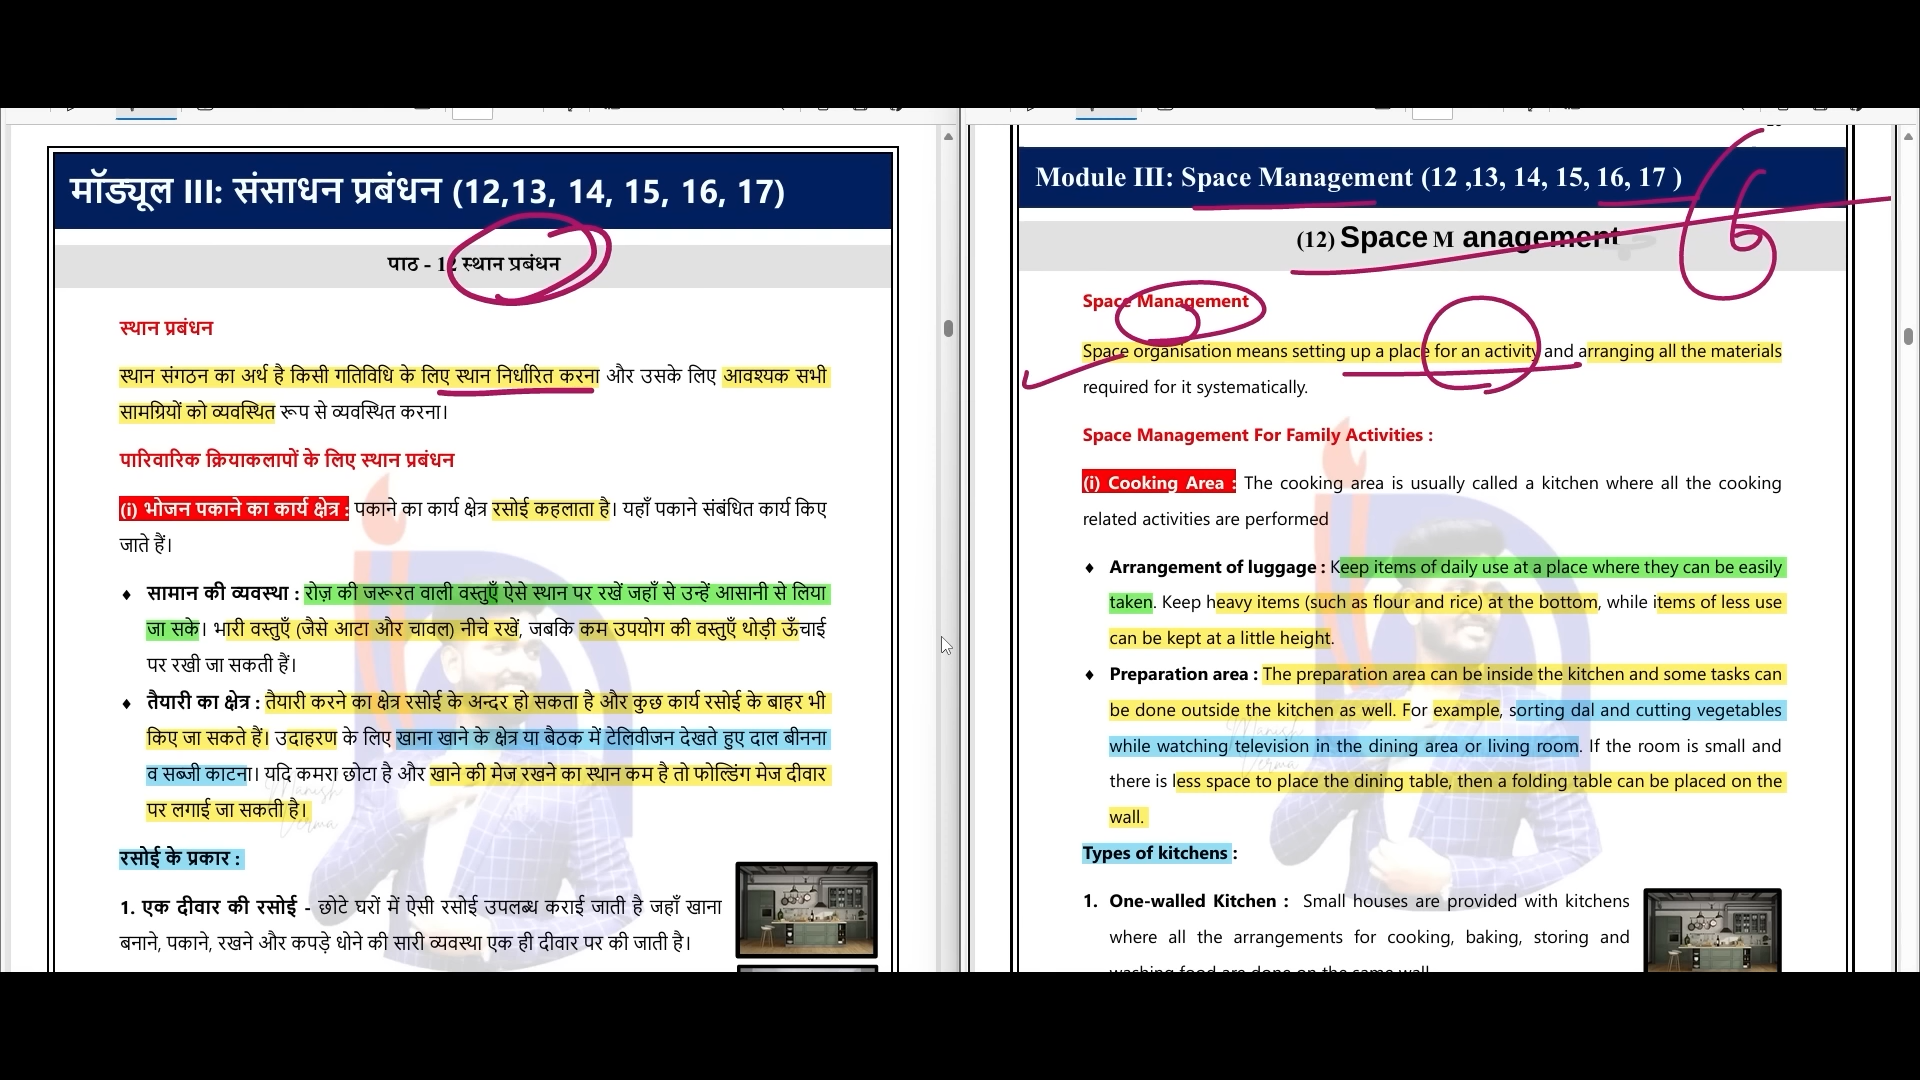 मॉड्यूल III: संसाधन प्रबंधन (12,13, 14, 15, 16, 17)
पाठ - 12 स्थान प्रबंधन
स्थान प्रबंधन
स्थान संगठन का अर्थ है किसी गतिविधि के लिए स्थान निर्धारित करना और उसके लिए आवश्यक सभी
सामग्रियों को व्यवस्थित रूप से व्यवस्थित करना।
पारिवारिक क्रियाकलापों के लिए स्थान प्रबंधन
(i) भोजन पकाने का कार्य क्षेत्र : पकाने का कार्य क्षेत्र रसोई कहलाता है। यहाँ पकाने संबंधित कार्य किए
जाते हैं।
♦ सामान की व्यवस्था : रोज़ की जरूरत वाली वस्तुएँ ऐसे स्थान पर रखें जहाँ से उन्हें आसानी से लिया
जा सके। भारी वस्तुएँ (जैसे आटा और चावल) नीचे रखें, जबकि कम उपयोग की वस्तुएँ थोड़ी ऊँचाई
पर रखी जा सकती हैं।
♦ तैयारी का क्षेत्र : तैयारी करने का क्षेत्र रसोई के अन्दर हो सकता है और कुछ कार्य रसोई के बाहर भी
किए जा सकते हैं। उदाहरण के लिए खाना खाने के क्षेत्र या बैठक में टेलिवीजन देखते हुए दाल बीनना
व सब्जी काटना। यदि कमरा छोटा है और खाने की मेज रखने का स्थान कम है तो फोल्डिंग मेज दीवार
पर लगाई जा सकती है।
रसोई के प्रकार :
1. एक दीवार की रसोई - छोटे घरों में ऐसी रसोई उपलब्ध कराई जाती है जहाँ खाना
बनाने, पकाने, रखने और कपड़े धोने की सारी व्यवस्था एक ही दीवार पर की जाती है।
Manish
Verma
Module III: Space Management (12 ,13, 14, 15, 16, 17 )
6
(12) Space M anagement
Space Management
Space organisation means setting up a place for an activity and arranging all the materials
required for it systematically.
Space Management For Family Activities :
(i) Cooking Area : The cooking area is usually called a kitchen where all the cooking
related activities are performed
♦ Arrangement of luggage : Keep items of daily use at a place where they can be easily
taken. Keep heavy items (such as flour and rice) at the bottom, while items of less use
can be kept at a little height.
♦ Preparation area : The preparation area can be inside the kitchen and some tasks can
be done outside the kitchen as well. For example, sorting dal and cutting vegetables
while watching television in the dining area or living room. If the room is small and
there is less space to place the dining table, then a folding table can be placed on the
wall.
Types of kitchens :
1. One-walled Kitchen : Small houses are provided with kitchens
where all the arrangements for cooking, baking, storing and
washing food are done on the same wall.
Manish
Verma